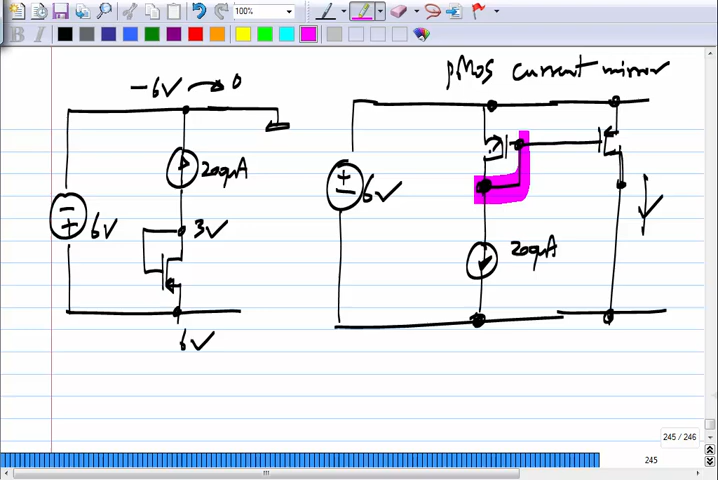 100%
B I
pMOS current mirror
-6V → 0
200μA
6V
3V
6V
6V
200μA
245 / 246
245